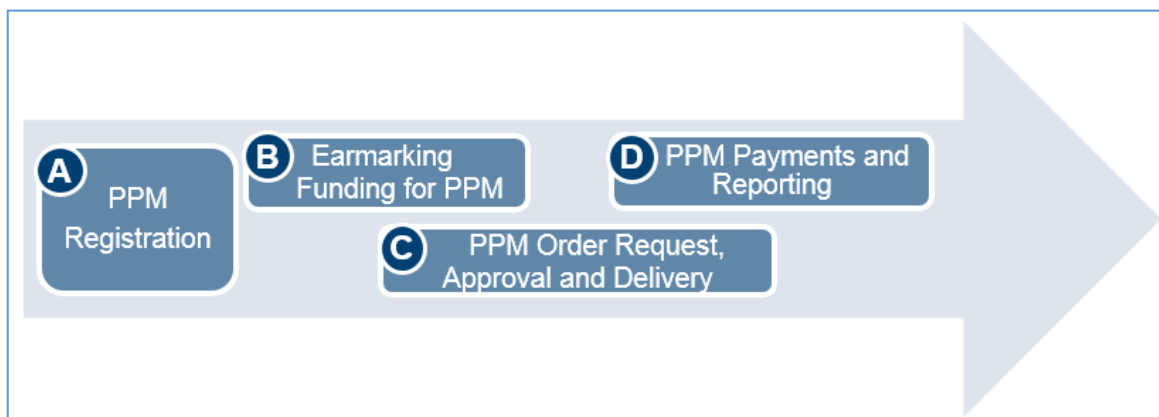 A
PPM
Registration
B
Earmarking
Funding for PPM
C
PPM Order Request,
Approval and Delivery
D
PPM Payments and
Reporting